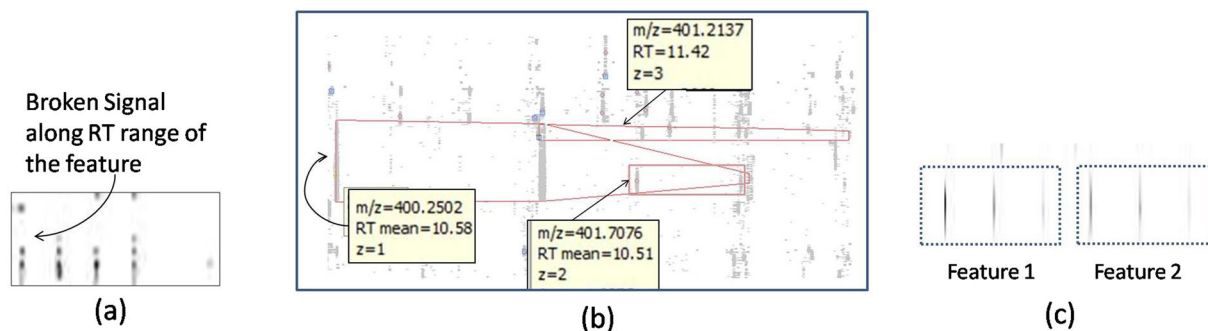 Broken Signal
along RT range of
the feature
(a)
m/z=401.2137
RT=11.42
z=3
m/z=400.2502
RT mean=10.58
z=1
m/z=401.7076
RT mean=10.51
z=2
(b)
Feature 1
Feature 2
(c)